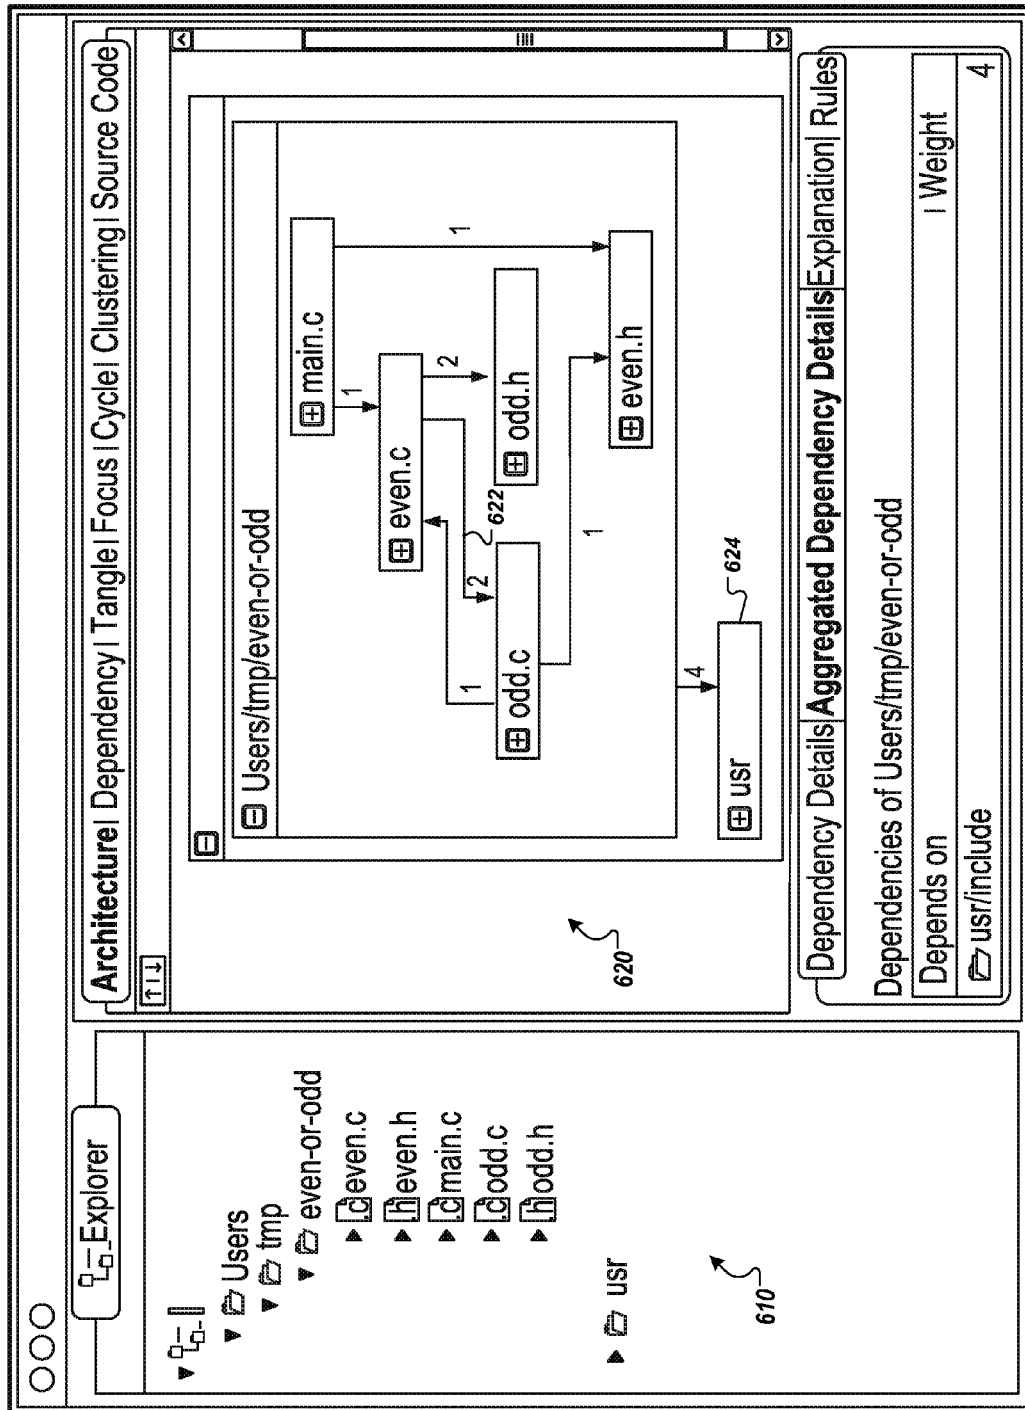 Explorer
Users
tmp
even-or-odd
c even.c
h even.h
c main.c
c odd.c
h odd.h
usr
610
Architecture | Dependency | Tangle | Focus | Cycle | Clustering | Source Code
Users/tmp/even-or-odd
main.c
1
1
even.c
2
622
odd.h
1
2
odd.c
1
even.h
4
usr
624
620
Dependency Details | Aggregated Dependency Details | Explanation | Rules
Dependencies of Users/tmp/even-or-odd
Depends on | Weight
usr/include 4